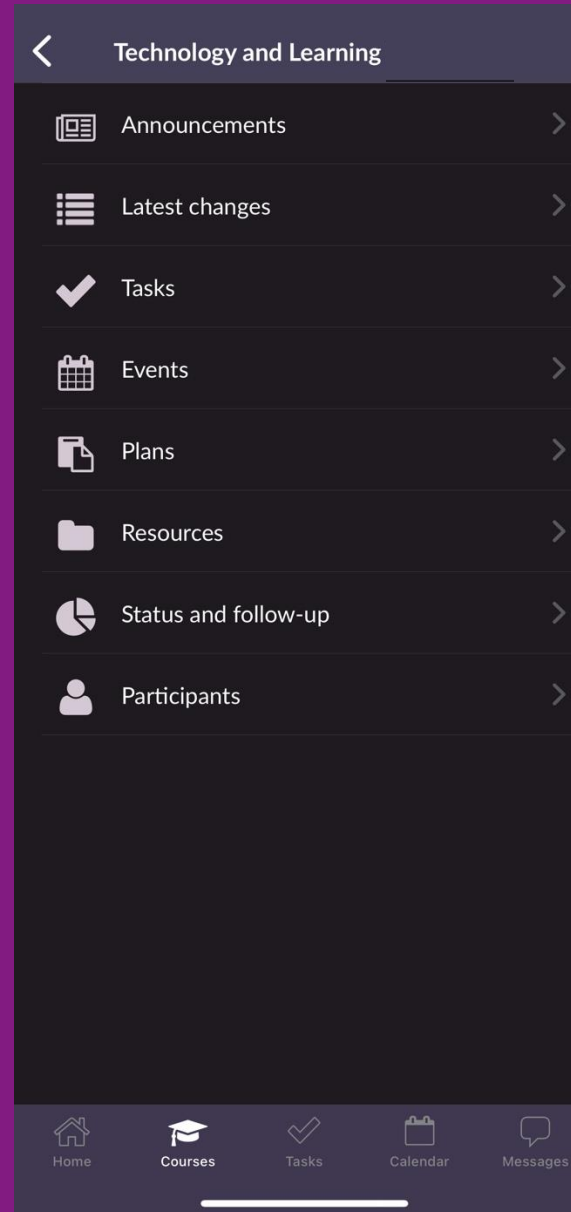 Technology and Learning
Announcements
Latest changes
Tasks
Events
Plans
Resources
Status and follow-up
Participants
Home
Courses
Tasks
Calendar
Messages